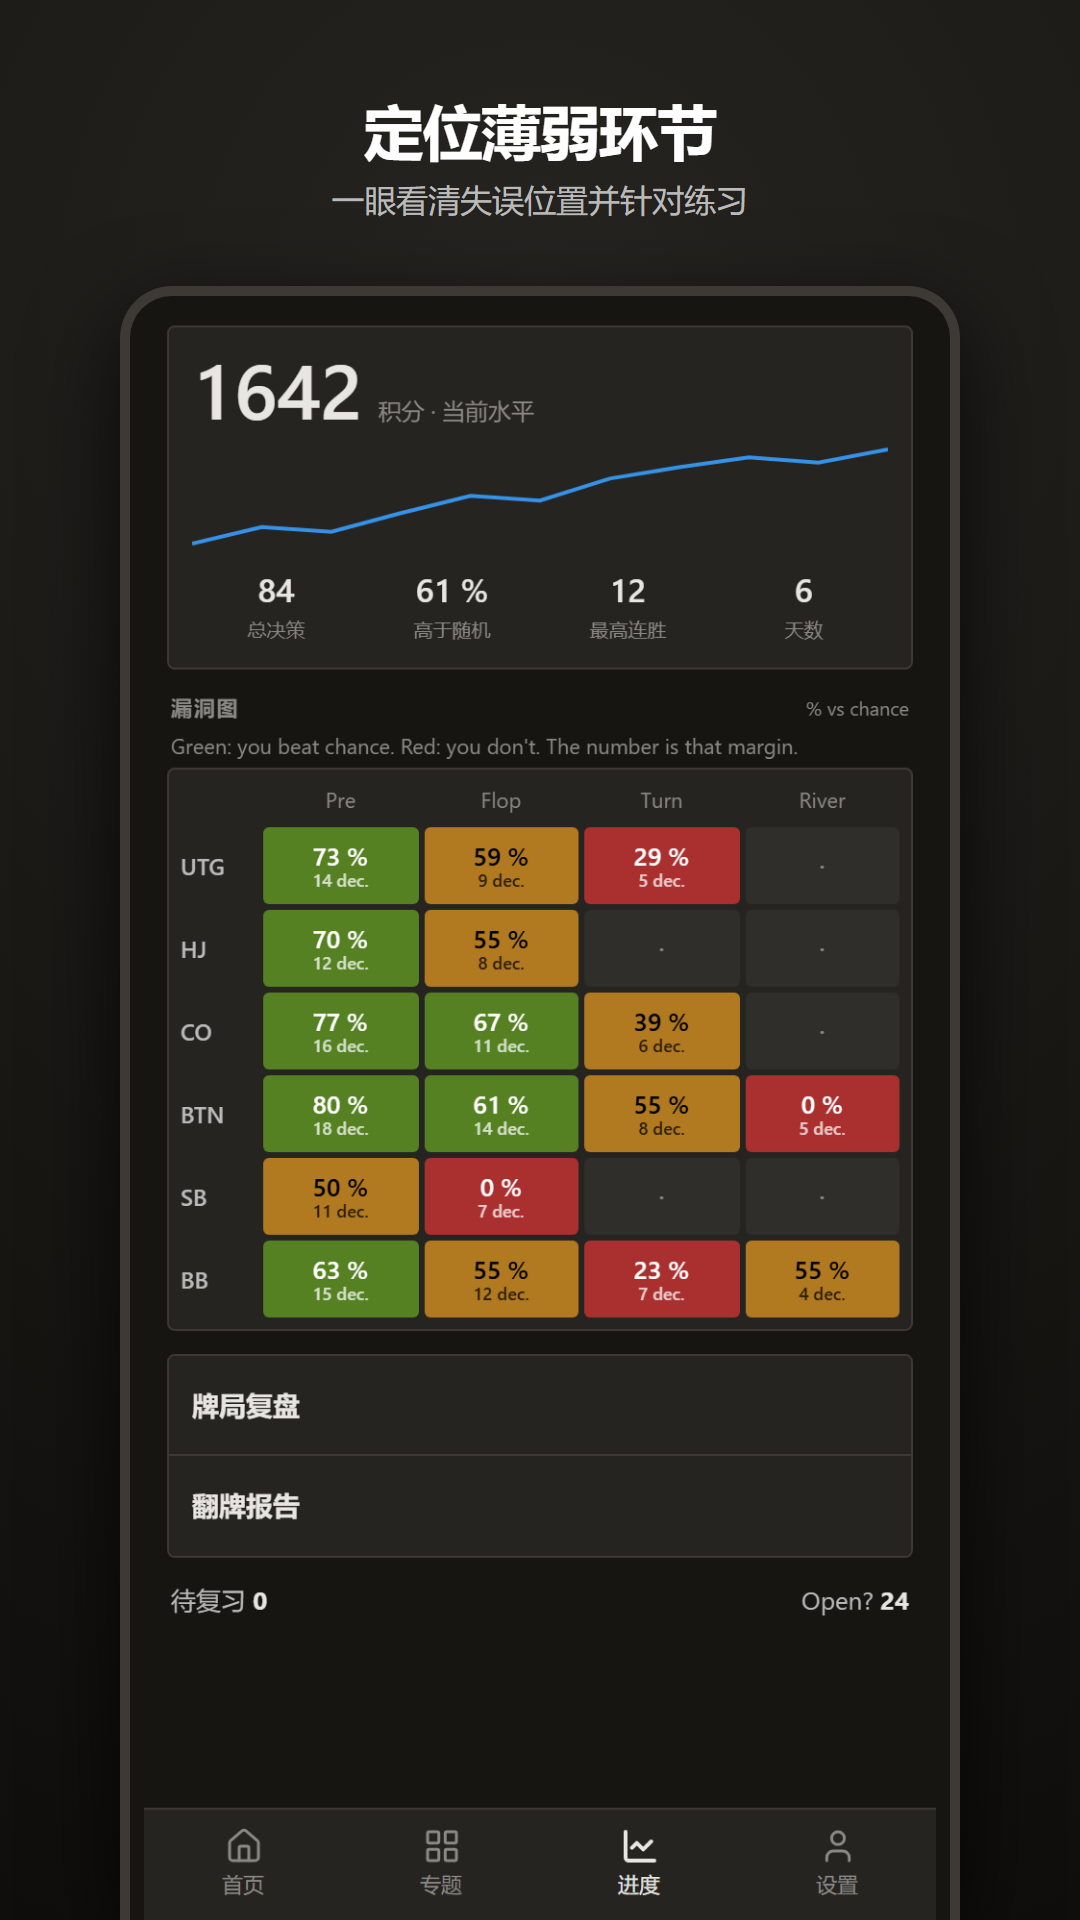 定位薄弱环节
一眼看清失误位置并针对练习
1642 积分 · 当前水平
84 61 % 12 6
总决策 高于随机 最高连胜 天数
漏洞图 % vs chance
Green: you beat chance. Red: you don't. The number is that margin.
Pre Flop Turn River
UTG 73 % 59 % 29 % ·
14 dec. 9 dec. 5 dec.
HJ 70 % 55 % · ·
12 dec. 8 dec.
CO 77 % 67 % 39 % ·
16 dec. 11 dec. 6 dec.
BTN 80 % 61 % 55 % 0 %
18 dec. 14 dec. 8 dec. 5 dec.
SB 50 % 0 % · ·
11 dec. 7 dec.
BB 63 % 55 % 23 % 55 %
15 dec. 12 dec. 7 dec. 4 dec.
牌局复盘
翻牌报告
待复习 0 Open? 24
首页 专题 进度 设置